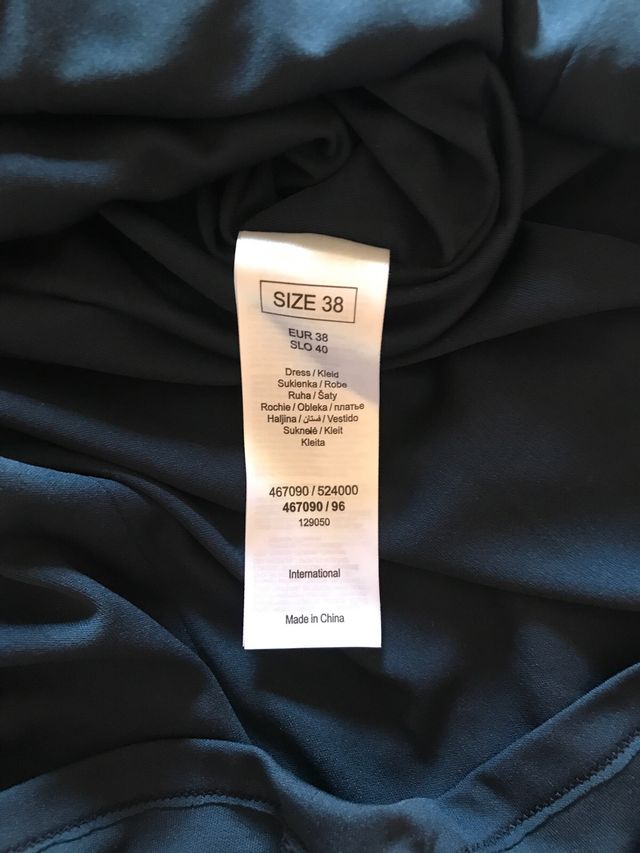 SIZE 38
EUR 38
SLO 40
Dress / Kleid
Sukienka / Robe
Ruha / Šaty
Rochie / Obleka / платье
Haljina / فستان / Vestido
Suknelė / Kleit
Kleita
467090 / 524000
467090 / 96
129050
International
Made in China